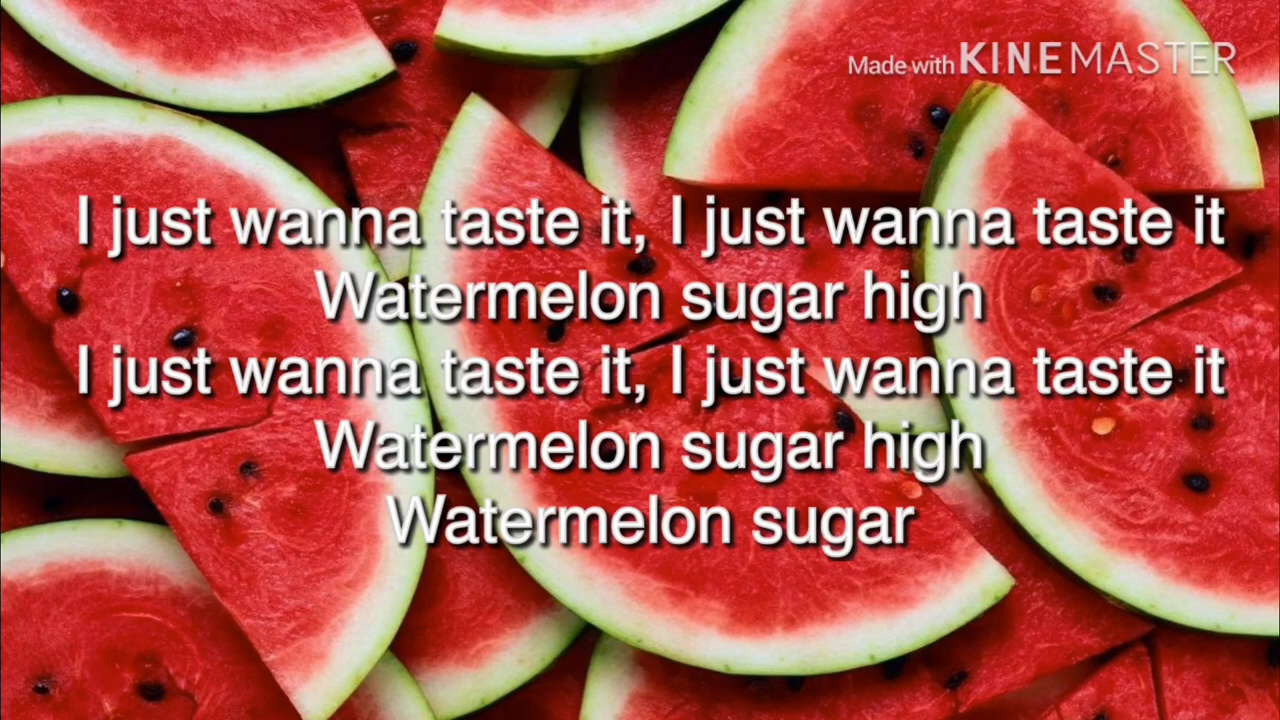 Made with KINEMASTER
I just wanna taste it, I just wanna taste it
Watermelon sugar high
I just wanna taste it, I just wanna taste it
Watermelon sugar high
Watermelon sugar